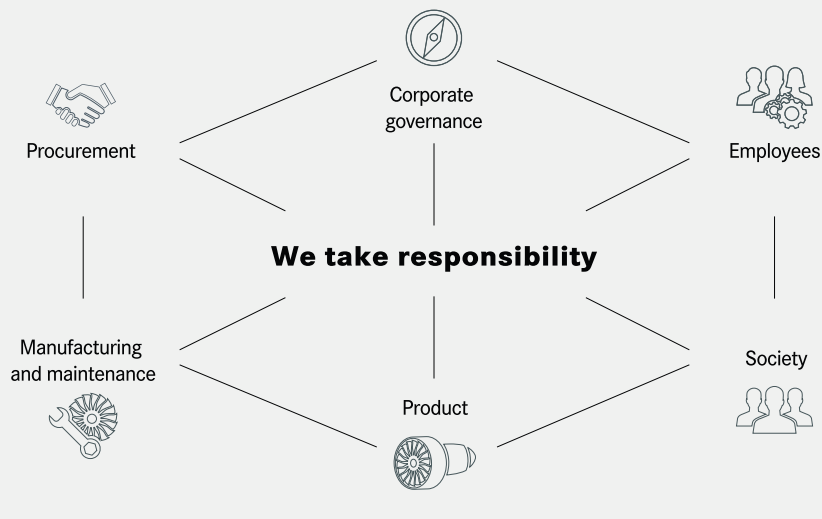 Corporate
governance
Procurement
Employees
We take responsibility
Manufacturing
and maintenance
Society
Product